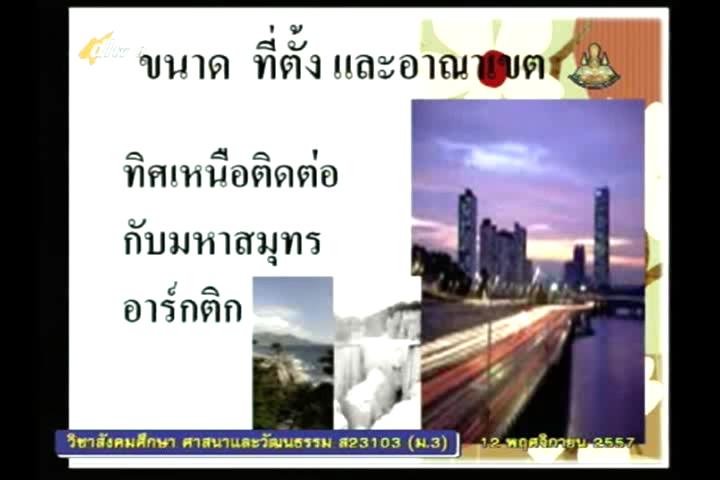 ขนาด ที่ตั้ง และอาณาเขต
ทิศเหนือติดต่อ
กับมหาสมุทร
อาร์กติก
วิชาสังคมศึกษา ศาสนาและวัฒนธรรม ส23103 (ม.3)
12 พฤศจิกายน 2557